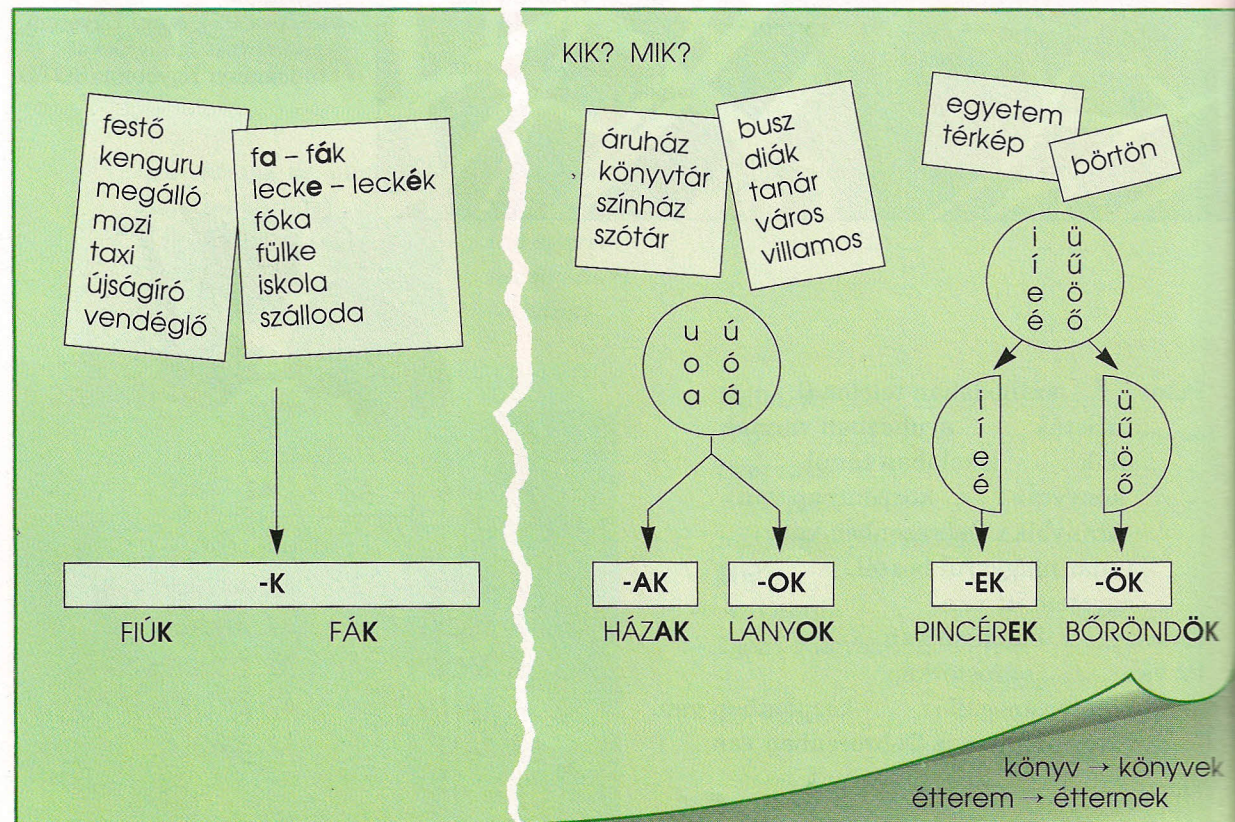 KIK? MIK?
festő
kenguru
megálló
mozi
taxi
újságíró
vendéglő
fa – fák
lecke – leckék
fóka
fülke
iskola
szálloda
-K
FIÚK
FÁK
áruház
könyvtár
színház
szótár
busz
diák
tanár
város
villamos
u ú
o ó
a á
-AK
-OK
HÁZAK
LÁNYOK
egyetem
térkép
börtön
i ü
í ű
e ö
é ő
i
í
e
é
ü
ű
ö
ő
-EK
-ÖK
PINCÉREK
BŐRÖNDÖK
könyv → könyvek
étterem → éttermek